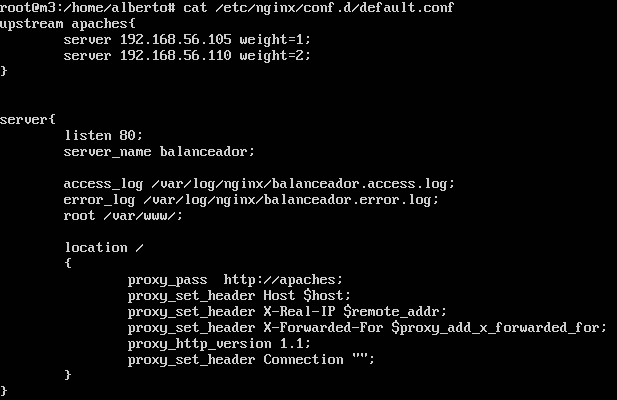 root@m3:/home/alberto# cat /etc/nginx/conf.d/default.conf
upstream apaches{
        server 192.168.56.105 weight=1;
        server 192.168.56.110 weight=2;
}


server{
        listen 80;
        server_name balanceador;

        access_log /var/log/nginx/balanceador.access.log;
        error_log /var/log/nginx/balanceador.error.log;
        root /var/www/;

        location /
        {
                proxy_pass  http://apaches;
                proxy_set_header Host $host;
                proxy_set_header X-Real-IP $remote_addr;
                proxy_set_header X-Forwarded-For $proxy_add_x_forwarded_for;
                proxy_http_version 1.1;
                proxy_set_header Connection "";
        }
}